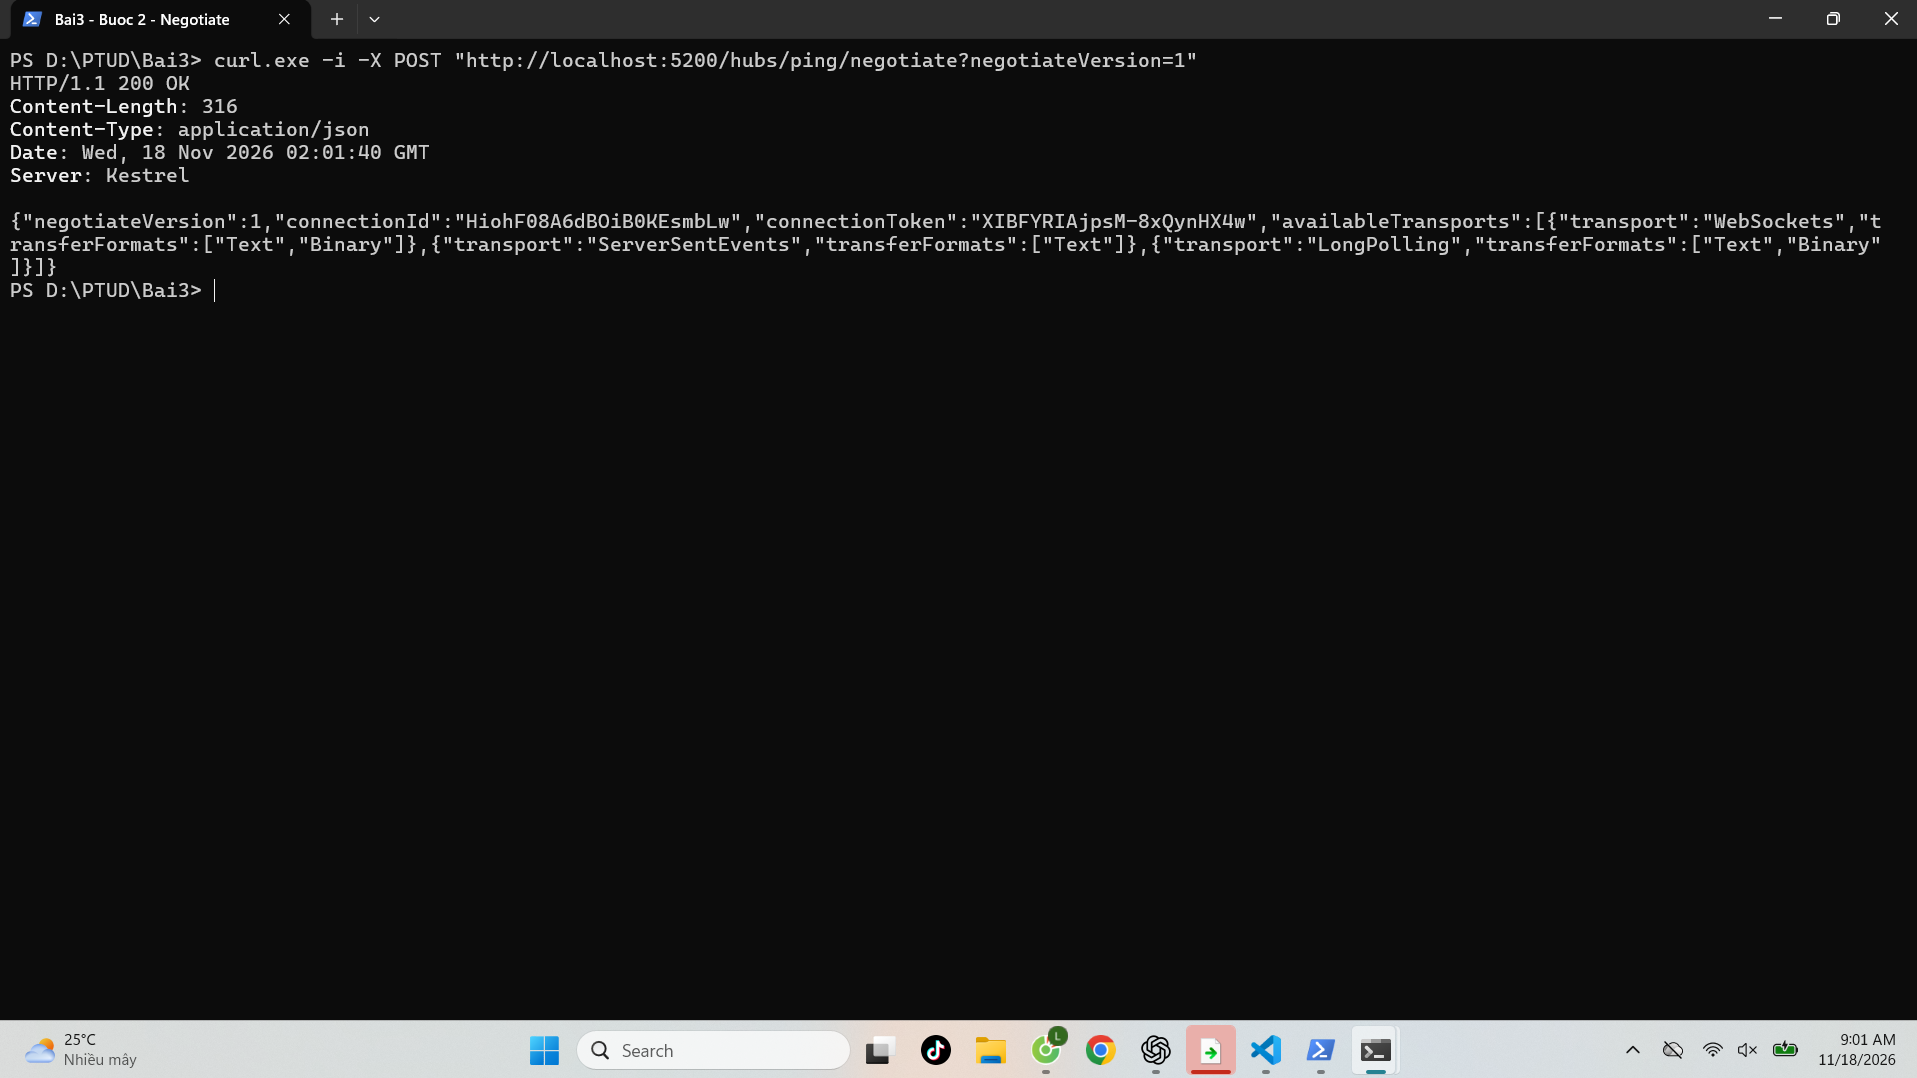 Bai3 - Buoc 2 - Negotiate
PS D:\PTUD\Bai3> curl.exe -i -X POST "http://localhost:5200/hubs/ping/negotiate?negotiateVersion=1"
HTTP/1.1 200 OK
Content-Length: 316
Content-Type: application/json
Date: Wed, 18 Nov 2026 02:01:40 GMT
Server: Kestrel
{"negotiateVersion":1,"connectionId":"HiohF08A6dBOiB0KEsmbLw","connectionToken":"XIBFYRIAjpsM-8xQynHX4w","availableTransports":[{"transport":"WebSockets","t
ransferFormats":["Text","Binary"]},{"transport":"ServerSentEvents","transferFormats":["Text"]},{"transport":"LongPolling","transferFormats":["Text","Binary"
]}]}
PS D:\PTUD\Bai3>
25°C
Nhiều mây
Search
L
9:01 AM
11/18/2026